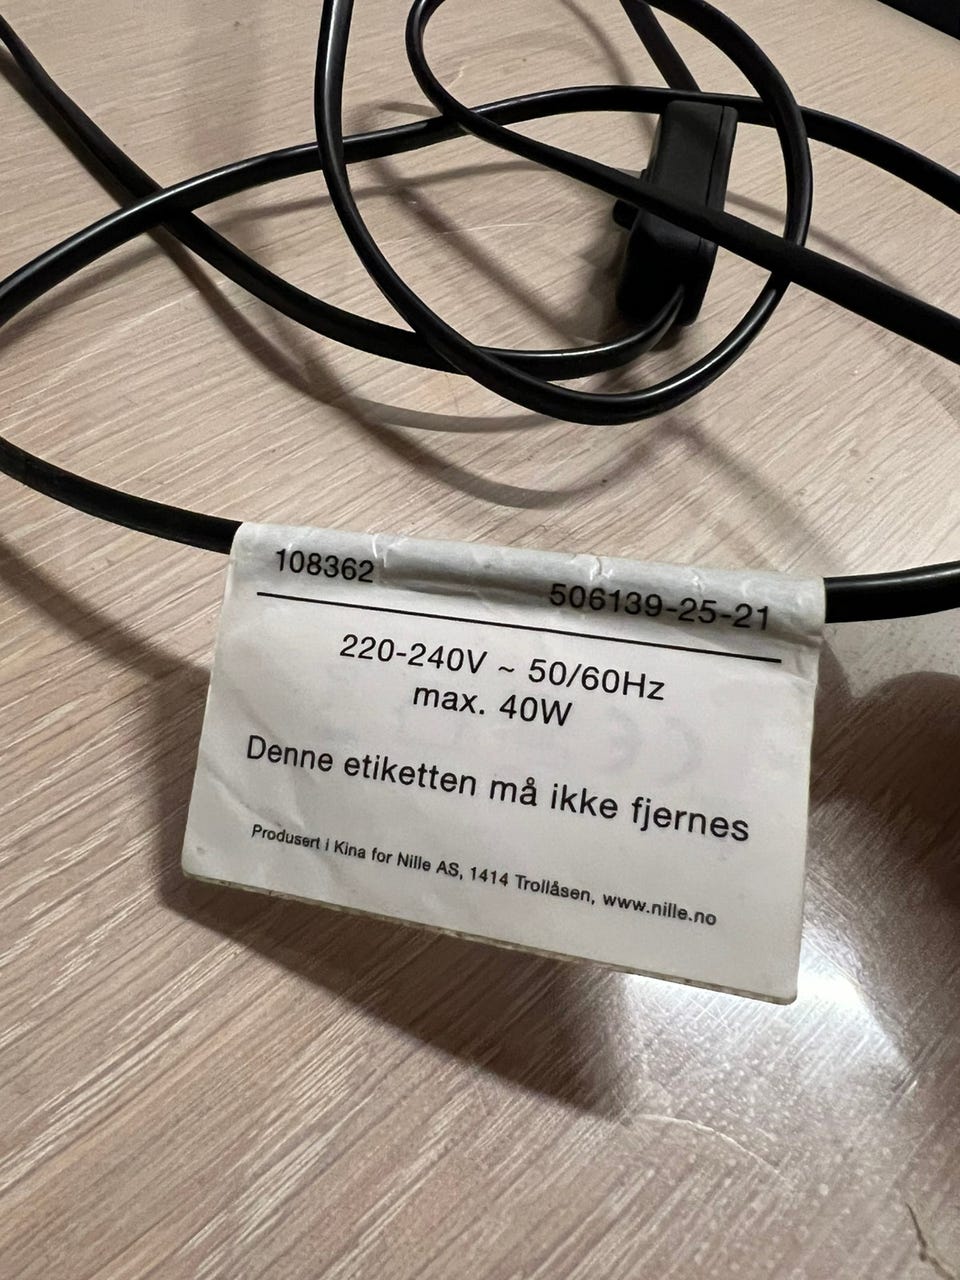 108362 506139-25-21
220-240V ~ 50/60Hz
max. 40W
Denne etiketten må ikke fjernes
Produsert i Kina for Nille AS, 1414 Trollåsen, www.nille.no